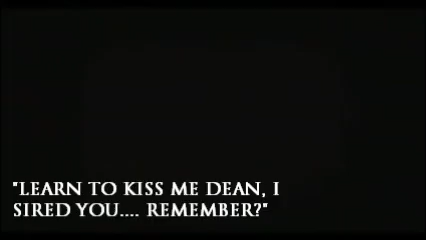 "LEARN TO KISS ME DEAN, I
SIRED YOU.... REMEMBER?"